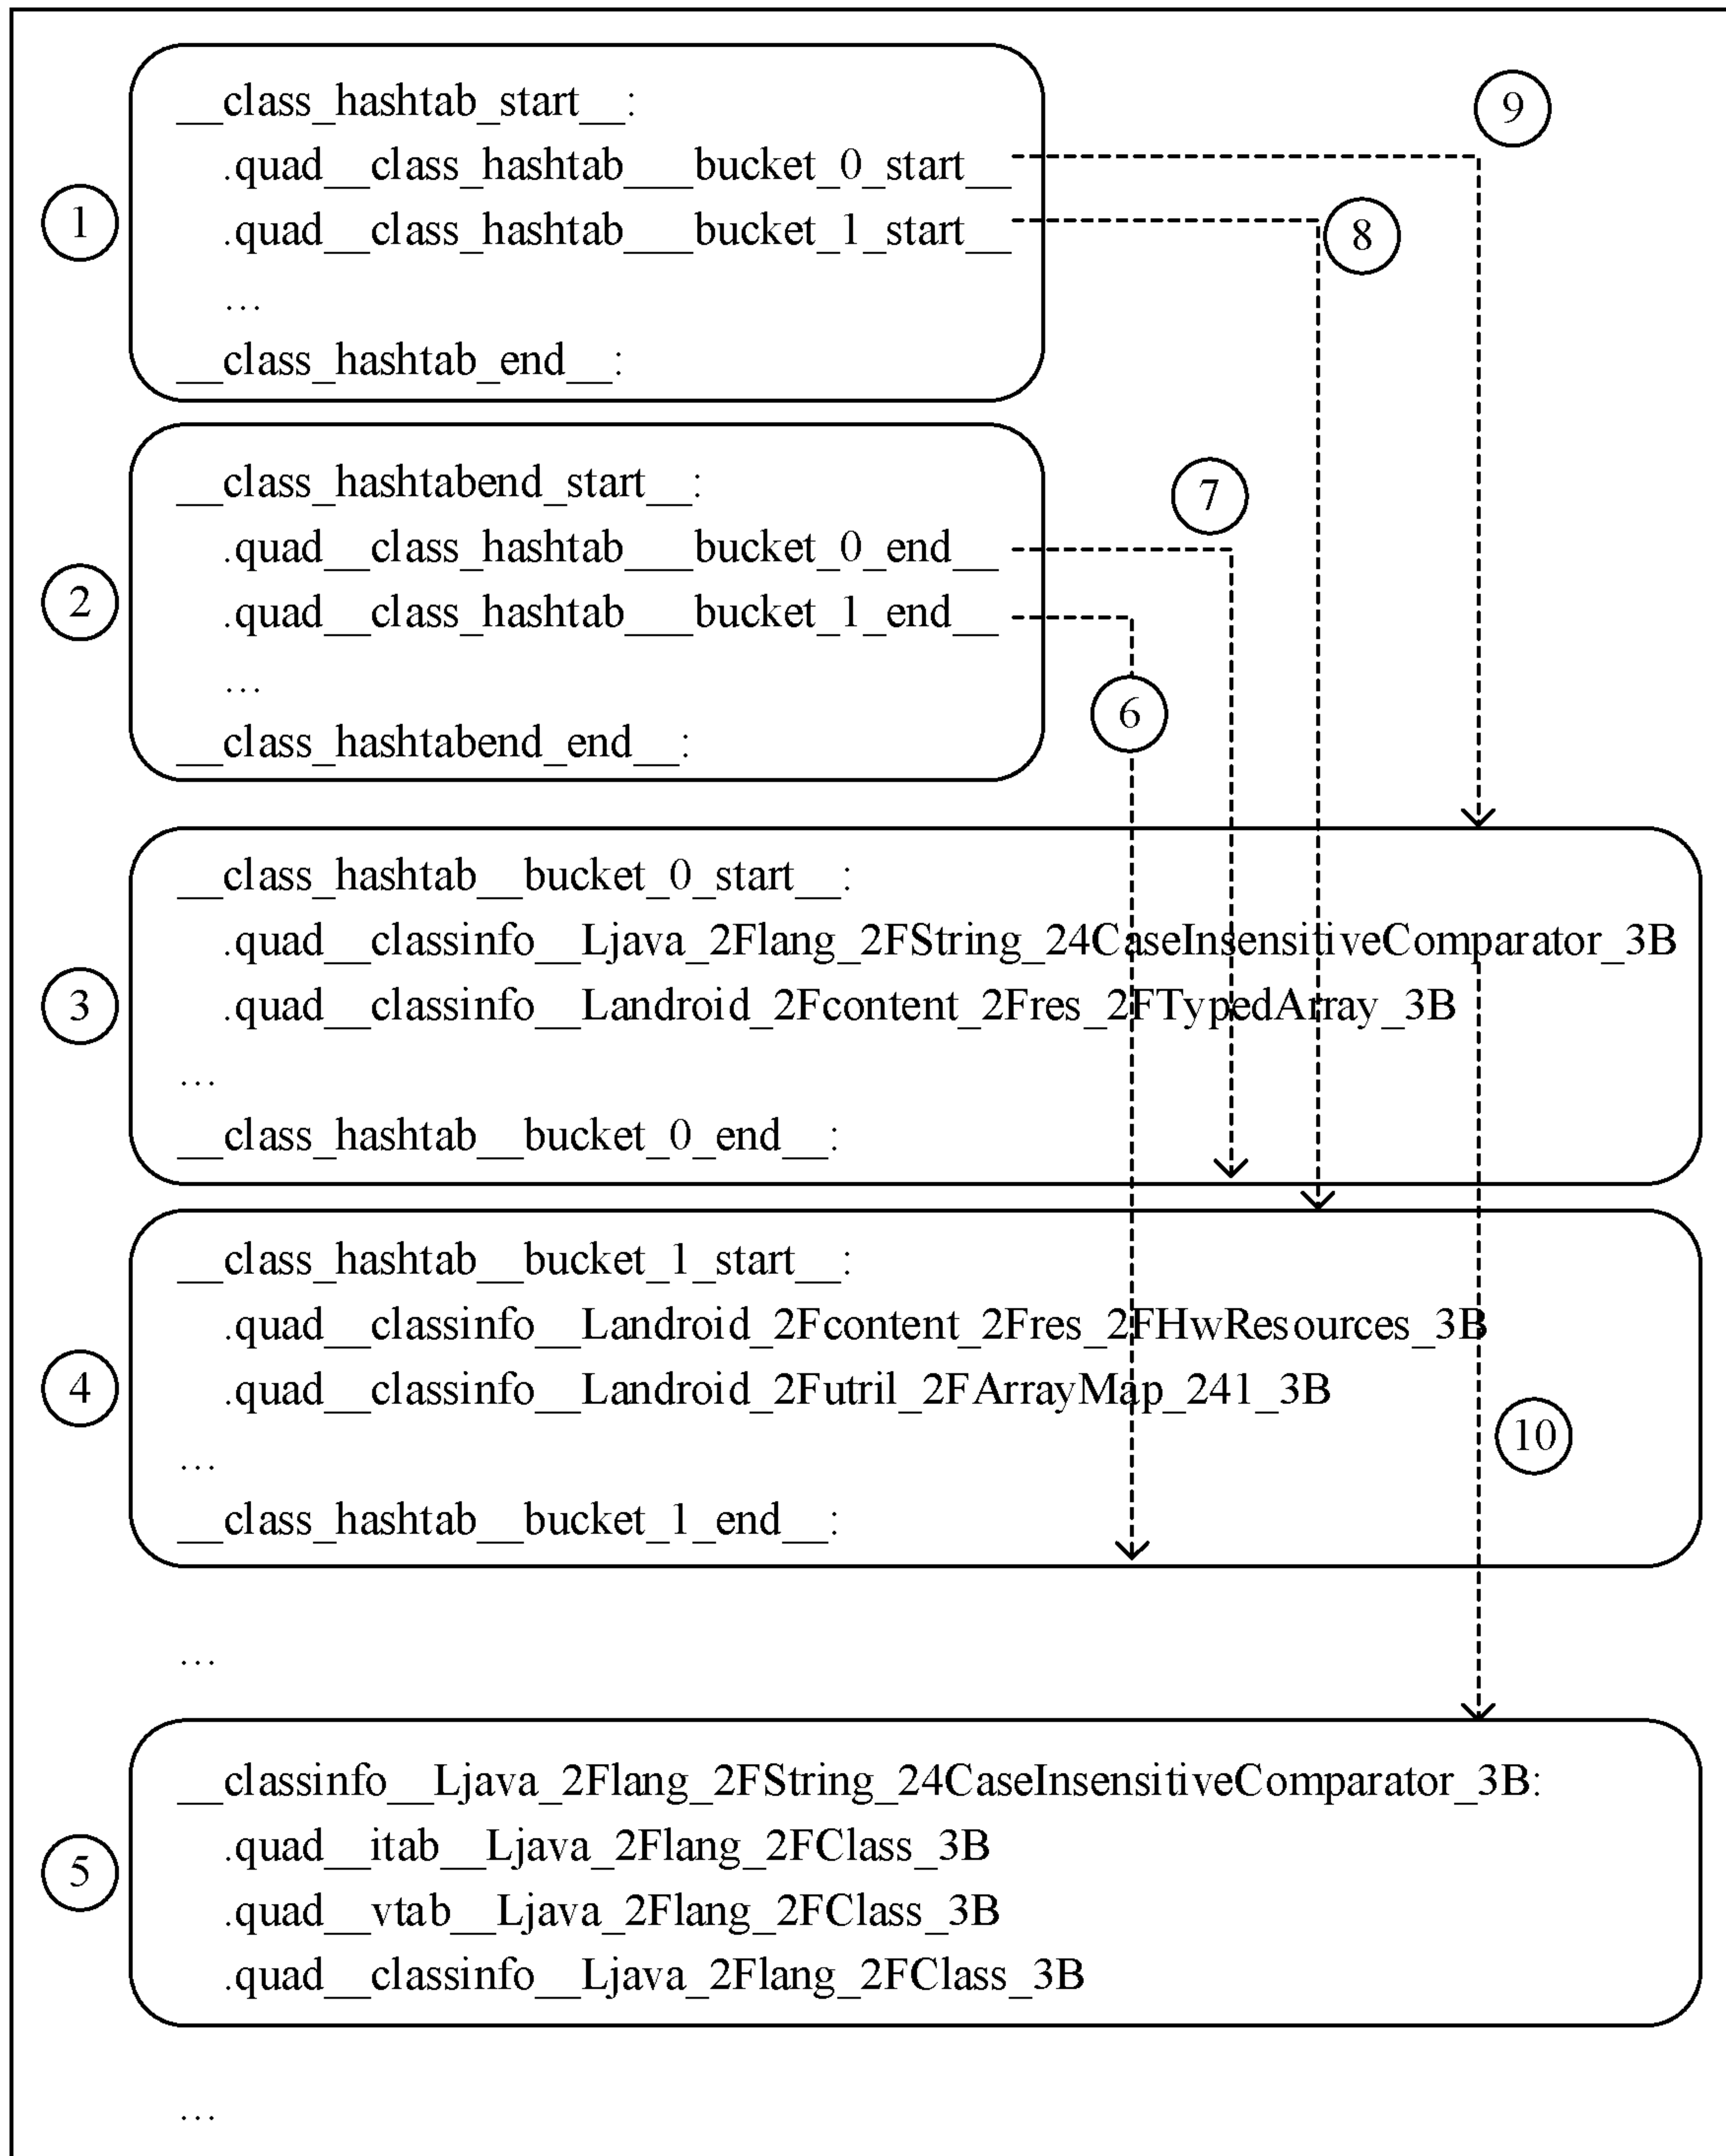 __class_hashtab_start__:
.quad__class_hashtab___bucket_0_start__
.quad__class_hashtab___bucket_1_start__
...
__class_hashtab_end__:
1
9
8
__class_hashtabend_start__:
.quad__class_hashtab___bucket_0_end__
.quad__class_hashtab___bucket_1_end__
...
__class_hashtabend_end__:
2
7
6
__class_hashtab__bucket_0_start__:
.quad__classinfo__Ljava_2Flang_2FString_24CaseInsensitiveComparator_3B
.quad__classinfo__Landroid_2Fcontent_2Fres_2FTypedArray_3B
...
__class_hashtab__bucket_0_end__:
3
__class_hashtab__bucket_1_start__:
.quad__classinfo__Landroid_2Fcontent_2Fres_2FHwResources_3B
.quad__classinfo__Landroid_2Futril_2FArrayMap_241_3B
...
__class_hashtab__bucket_1_end__:
4
10
...
__classinfo__Ljava_2Flang_2FString_24CaseInsensitiveComparator_3B:
.quad__itab__Ljava_2Flang_2FClass_3B
.quad__vtab__Ljava_2Flang_2FClass_3B
.quad__classinfo__Ljava_2Flang_2FClass_3B
5
...